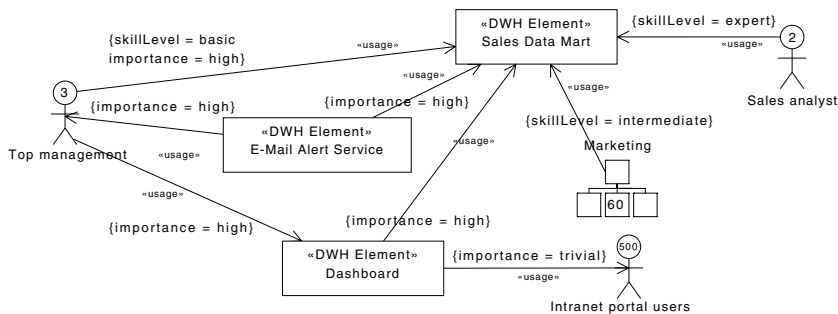 «DWH Element»
Sales Data Mart
{skillLevel = expert}
«usage»
2
Sales analyst
{skillLevel = basic
importance = high}
«usage»
3
Top management
{importance = high}
«usage»
«usage»
{importance = high}
«DWH Element»
E-Mail Alert Service
{skillLevel = intermediate}
«usage»
Marketing
60
«usage»
«usage»
{importance = high}
{importance = high}
«DWH Element»
Dashboard
{importance = trivial}
«usage»
500
Intranet portal users